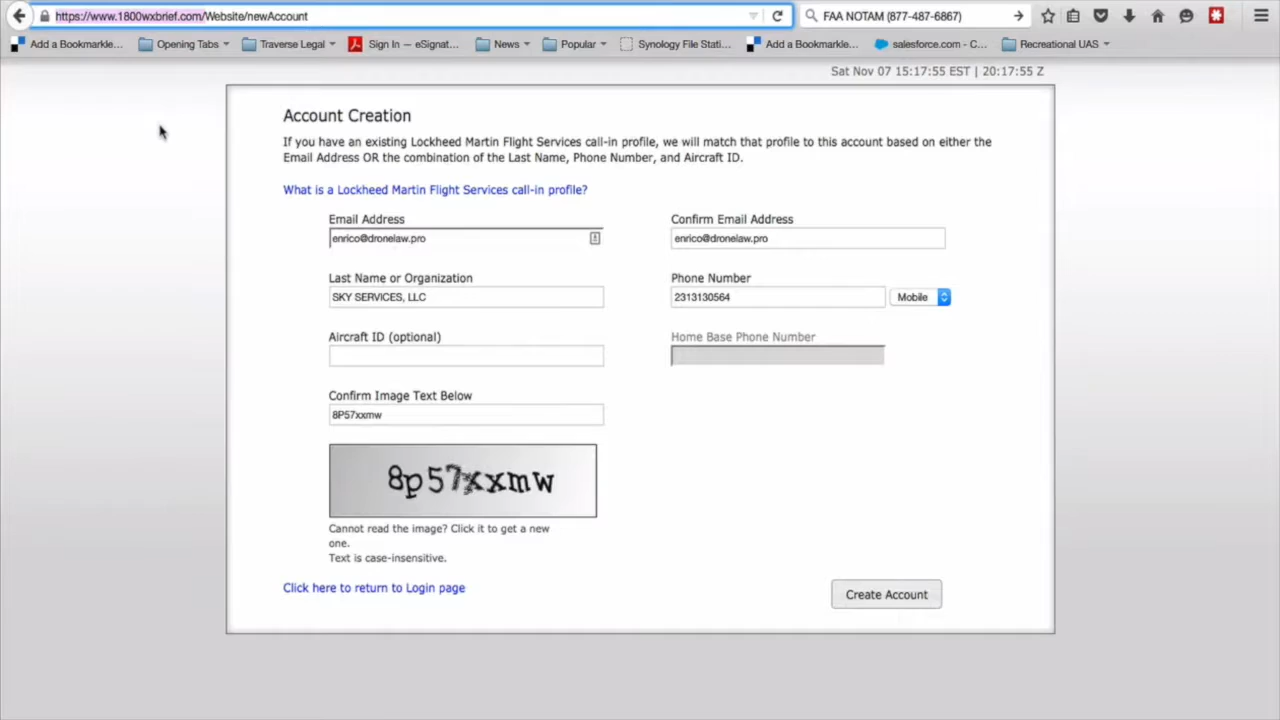 https://www.1800wxbrief.com/Website/newAccount
FAA NOTAM (877-487-6867)
Add a Bookmarkle...
Opening Tabs
Traverse Legal
Sign In — eSignat...
News
Popular
Synology File Stati...
Add a Bookmarkle...
salesforce.com - C...
Recreational UAS
Sat Nov 07 15:17:55 EST | 20:17:55 Z
Account Creation
If you have an existing Lockheed Martin Flight Services call-in profile, we will match that profile to this account based on either the
Email Address OR the combination of the Last Name, Phone Number, and Aircraft ID.
What is a Lockheed Martin Flight Services call-in profile?
Email Address
Confirm Email Address
enrico@dronelaw.pro
enrico@dronelaw.pro
Last Name or Organization
Phone Number
SKY SERVICES, LLC
2313130564
Mobile
Aircraft ID (optional)
Home Base Phone Number
Confirm Image Text Below
8P57xxmw
8p57xxmw
Cannot read the image? Click it to get a new
one.
Text is case-insensitive.
Click here to return to Login page
Create Account